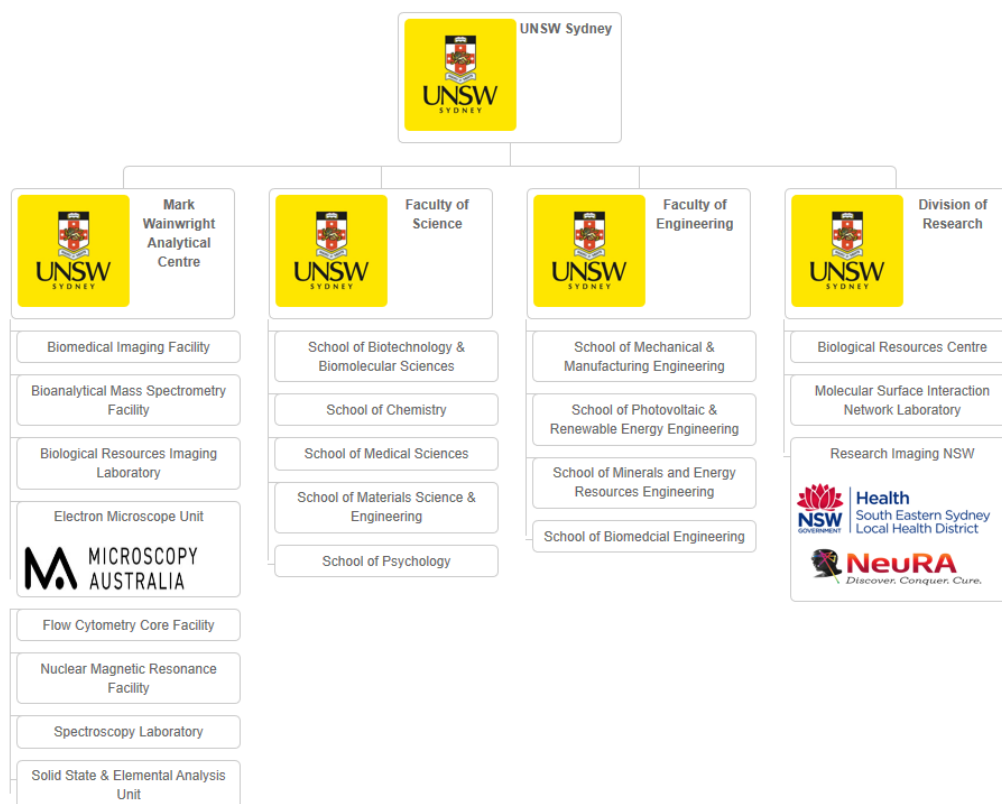 UNSW Sydney
UNSW
SYDNEY
Mark
Wainwright
Analytical
Centre
UNSW
SYDNEY
Biomedical Imaging Facility
Bioanalytical Mass Spectrometry
Facility
Biological Resources Imaging
Laboratory
Electron Microscope Unit
MICROSCOPY
AUSTRALIA
Flow Cytometry Core Facility
Nuclear Magnetic Resonance
Facility
Spectroscopy Laboratory
Solid State & Elemental Analysis
Unit
Faculty of
Science
UNSW
SYDNEY
School of Biotechnology &
Biomolecular Sciences
School of Chemistry
School of Medical Sciences
School of Materials Science &
Engineering
School of Psychology
Faculty of
Engineering
UNSW
SYDNEY
School of Mechanical &
Manufacturing Engineering
School of Photovoltaic &
Renewable Energy Engineering
School of Minerals and Energy
Resources Engineering
School of Biomedcial Engineering
Division of
Research
UNSW
SYDNEY
Biological Resources Centre
Molecular Surface Interaction
Network Laboratory
Research Imaging NSW
NSW
GOVERNMENT
Health
South Eastern Sydney
Local Health District
NeuRA
Discover. Conquer. Cure.